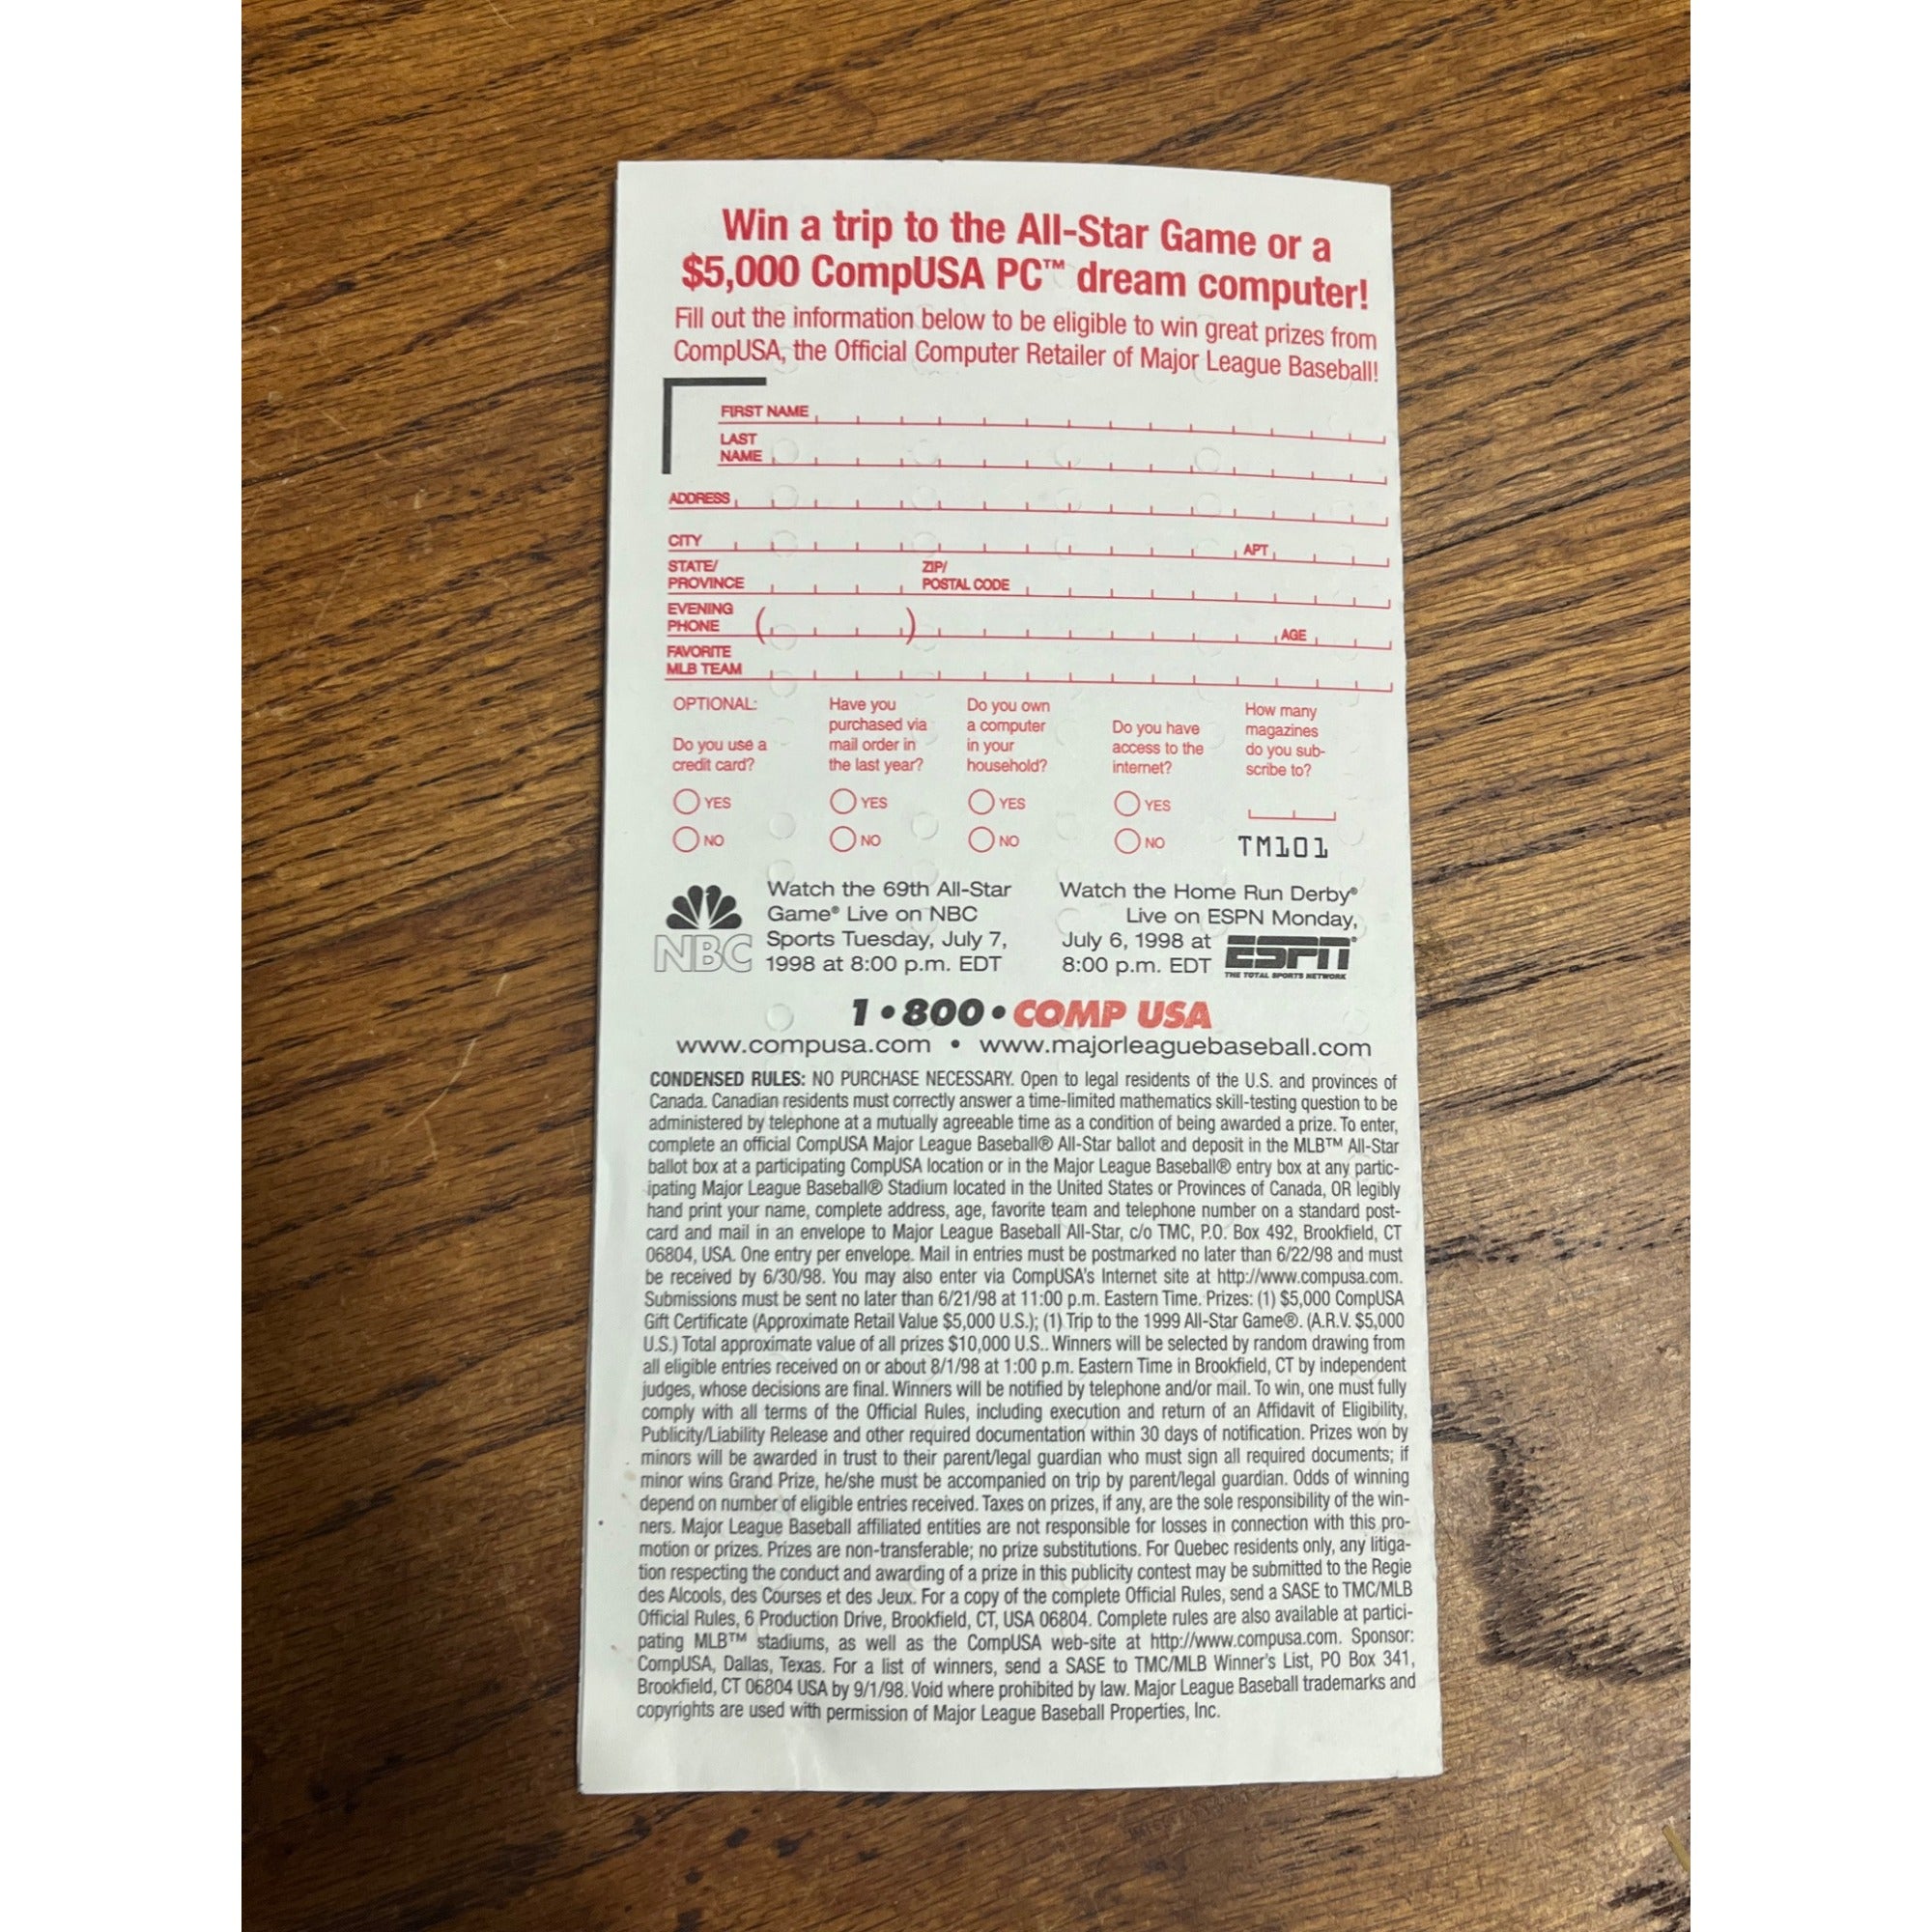 Win a trip to the All-Star Game or a
$5,000 CompUSA PC™ dream computer!
Fill out the information below to be eligible to win great prizes from
CompUSA, the Official Computer Retailer of Major League Baseball!
FIRST NAME
LAST
NAME
ADDRESS
CITY APT
STATE/
PROVINCE
ZIP/
POSTAL CODE
EVENING
PHONE ( ) AGE
FAVORITE
MLB TEAM
OPTIONAL:
Do you use a
credit card?
YES
NO
Have you
purchased via
mail order in
the last year?
YES
NO
Do you own
a computer
in your
household?
YES
NO
Do you have
access to the
internet?
YES
NO
How many
magazines
do you sub-
scribe to?
TM101
NBC
Watch the 69th All-Star
Game® Live on NBC
Sports Tuesday, July 7,
1998 at 8:00 p.m. EDT
Watch the Home Run Derby®
Live on ESPN Monday,
July 6, 1998 at
8:00 p.m. EDT
ESPN®
THE TOTAL SPORTS NETWORK
1•800•COMP USA
www.compusa.com • www.majorleaguebaseball.com
CONDENSED RULES: NO PURCHASE NECESSARY. Open to legal residents of the U.S. and provinces of
Canada. Canadian residents must correctly answer a time-limited mathematics skill-testing question to be
administered by telephone at a mutually agreeable time as a condition of being awarded a prize. To enter,
complete an official CompUSA Major League Baseball® All-Star ballot and deposit in the MLB™ All-Star
ballot box at a participating CompUSA location or in the Major League Baseball® entry box at any partic-
ipating Major League Baseball® Stadium located in the United States or Provinces of Canada, OR legibly
hand print your name, complete address, age, favorite team and telephone number on a standard post-
card and mail in an envelope to Major League Baseball All-Star, c/o TMC, P.O. Box 492, Brookfield, CT
06804, USA. One entry per envelope. Mail in entries must be postmarked no later than 6/22/98 and must
be received by 6/30/98. You may also enter via CompUSA's Internet site at http://www.compusa.com.
Submissions must be sent no later than 6/21/98 at 11:00 p.m. Eastern Time. Prizes: (1) $5,000 CompUSA
Gift Certificate (Approximate Retail Value $5,000 U.S.); (1) Trip to the 1999 All-Star Game®. (A.R.V. $5,000
U.S.) Total approximate value of all prizes $10,000 U.S.. Winners will be selected by random drawing from
all eligible entries received on or about 8/1/98 at 1:00 p.m. Eastern Time in Brookfield, CT by independent
judges, whose decisions are final. Winners will be notified by telephone and/or mail. To win, one must fully
comply with all terms of the Official Rules, including execution and return of an Affidavit of Eligibility,
Publicity/Liability Release and other required documentation within 30 days of notification. Prizes won by
minors will be awarded in trust to their parent/legal guardian who must sign all required documents; if
minor wins Grand Prize, he/she must be accompanied on trip by parent/legal guardian. Odds of winning
depend on number of eligible entries received. Taxes on prizes, if any, are the sole responsibility of the win-
ners. Major League Baseball affiliated entities are not responsible for losses in connection with this pro-
motion or prizes. Prizes are non-transferable; no prize substitutions. For Quebec residents only, any litiga-
tion respecting the conduct and awarding of a prize in this publicity contest may be submitted to the Regie
des Alcools, des Courses et des Jeux. For a copy of the complete Official Rules, send a SASE to TMC/MLB
Official Rules, 6 Production Drive, Brookfield, CT, USA 06804. Complete rules are also available at partici-
pating MLB™ stadiums, as well as the CompUSA web-site at http://www.compusa.com. Sponsor:
CompUSA, Dallas, Texas. For a list of winners, send a SASE to TMC/MLB Winner's List, PO Box 341,
Brookfield, CT 06804 USA by 9/1/98. Void where prohibited by law. Major League Baseball trademarks and
copyrights are used with permission of Major League Baseball Properties, Inc.